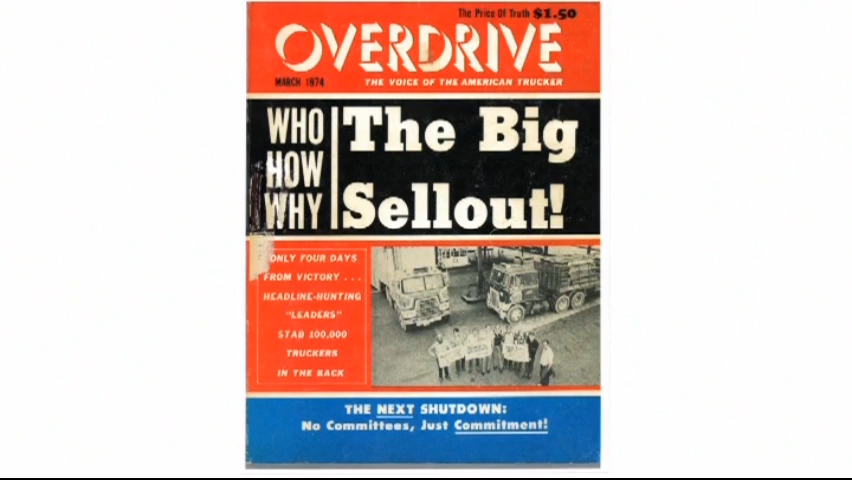 The Price Of Truth $1.50
OVERDRIVE
MARCH 1974
THE VOICE OF THE AMERICAN TRUCKER
WHO
HOW
WHY
The Big
Sellout!
ONLY FOUR DAYS
FROM VICTORY . . .
HEADLINE-HUNTING
"LEADERS"
STAB 100,000
TRUCKERS
IN THE BACK
THE NEXT SHUTDOWN:
No Committees, Just Commitment!